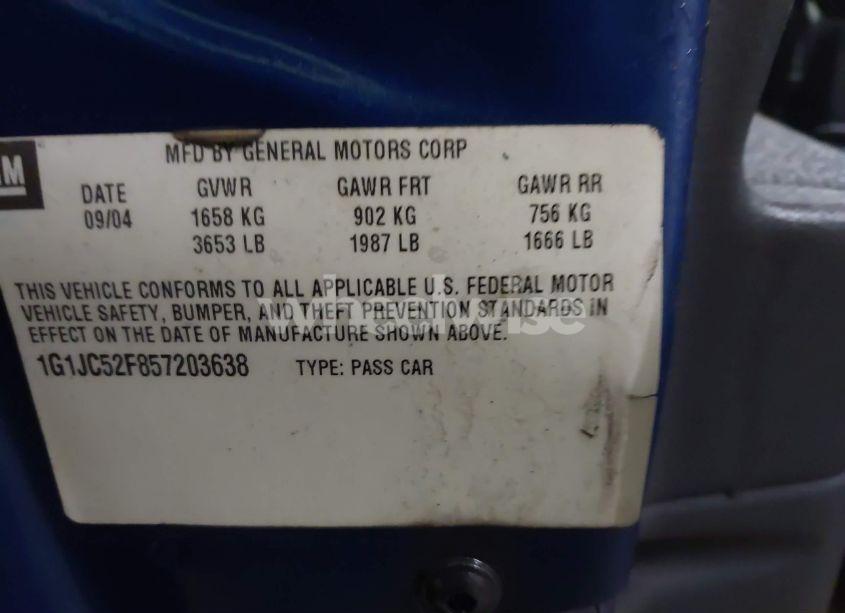 MFD BY GENERAL MOTORS CORP
DATE GVWR GAWR FRT GAWR RR
09/04 1658 KG 902 KG 756 KG
3653 LB 1987 LB 1666 LB
THIS VEHICLE CONFORMS TO ALL APPLICABLE U.S. FEDERAL MOTOR
VEHICLE SAFETY, BUMPER, AND THEFT PREVENTION STANDARDS IN
EFFECT ON THE DATE OF MANUFACTURE SHOWN ABOVE.
1G1JC52F857203638 TYPE: PASS CAR